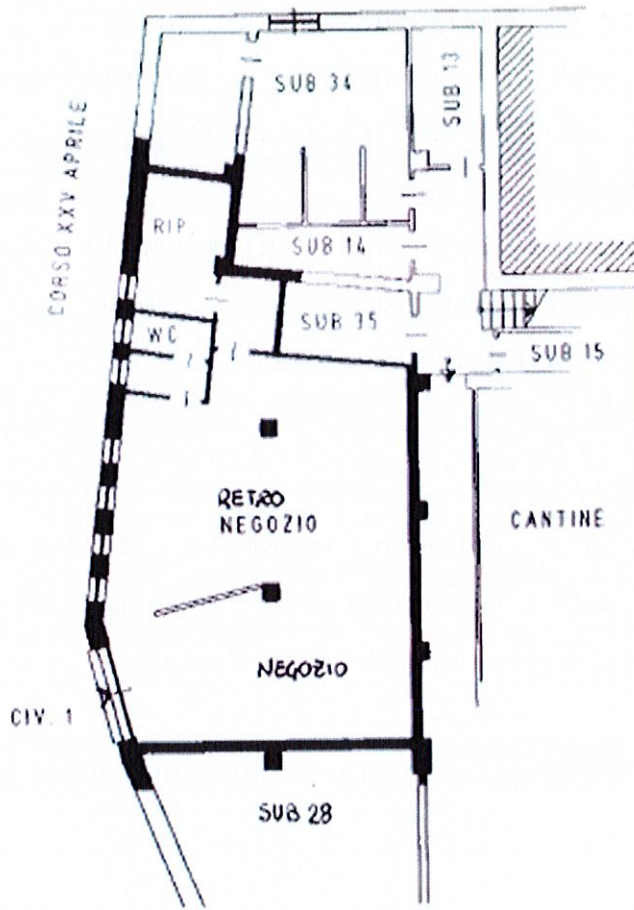 SUB 34
SUB 13
CORSO XXV APRILE
RIP.
SUB 14
SUB 35
WC
SUB 15
RETRO
NEGOZIO
CANTINE
NEGOZIO
CIV. 1
SUB 28